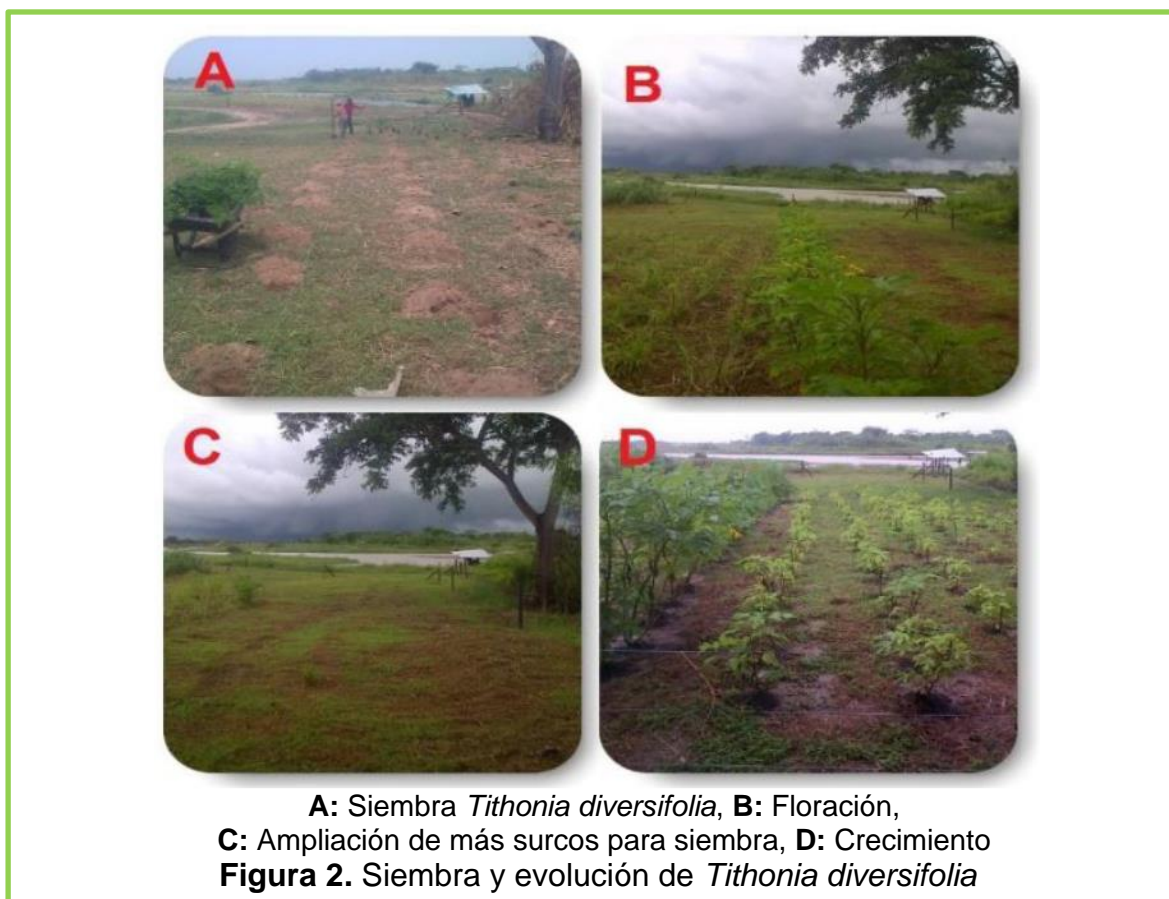 A
B
C
D
A: Siembra Tithonia diversifolia, B: Floración,
C: Ampliación de más surcos para siembra, D: Crecimiento
Figura 2. Siembra y evolución de Tithonia diversifolia